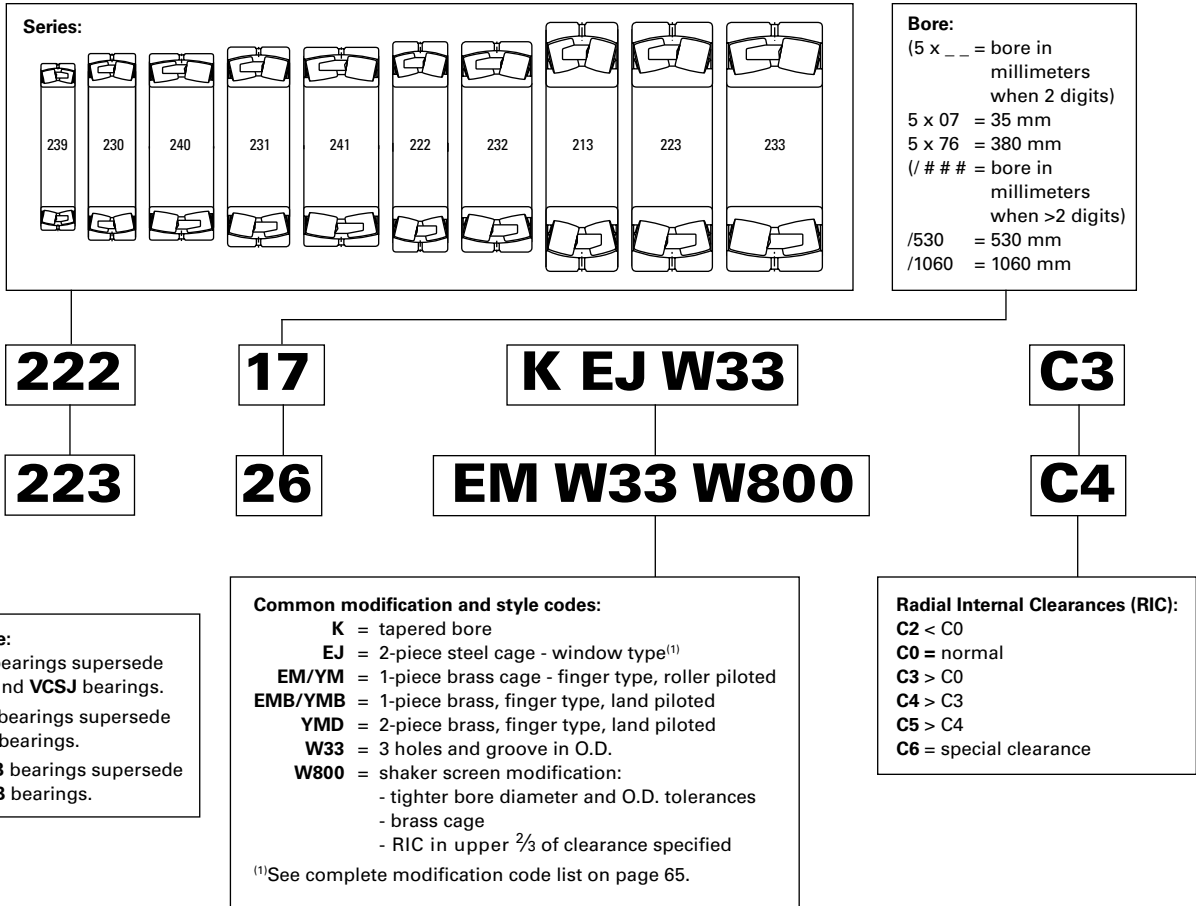 Series:
239 230 240 231 241 222 232 213 223 233
Bore:
(5 x _ _ = bore in
millimeters
when 2 digits)
5 x 07 = 35 mm
5 x 76 = 380 mm
(/ # # # = bore in
millimeters
when >2 digits)
/530 = 530 mm
/1060 = 1060 mm
222 17 K EJ W33 C3
223 26 EM W33 W800 C4
bearings supersede
VCSJ bearings.
bearings supersede
bearings.
bearings supersede
bearings.
Common modification and style codes:
K = tapered bore
EJ = 2-piece steel cage - window type(1)
EM/YM = 1-piece brass cage - finger type, roller piloted
EMB/YMB = 1-piece brass, finger type, land piloted
YMD = 2-piece brass, finger type, land piloted
W33 = 3 holes and groove in O.D.
W800 = shaker screen modification:
- tighter bore diameter and O.D. tolerances
- brass cage
- RIC in upper 2/3 of clearance specified
(1)See complete modification code list on page 65.
Radial Internal Clearances (RIC):
C2 < C0
C0 = normal
C3 > C0
C4 > C3
C5 > C4
C6 = special clearance